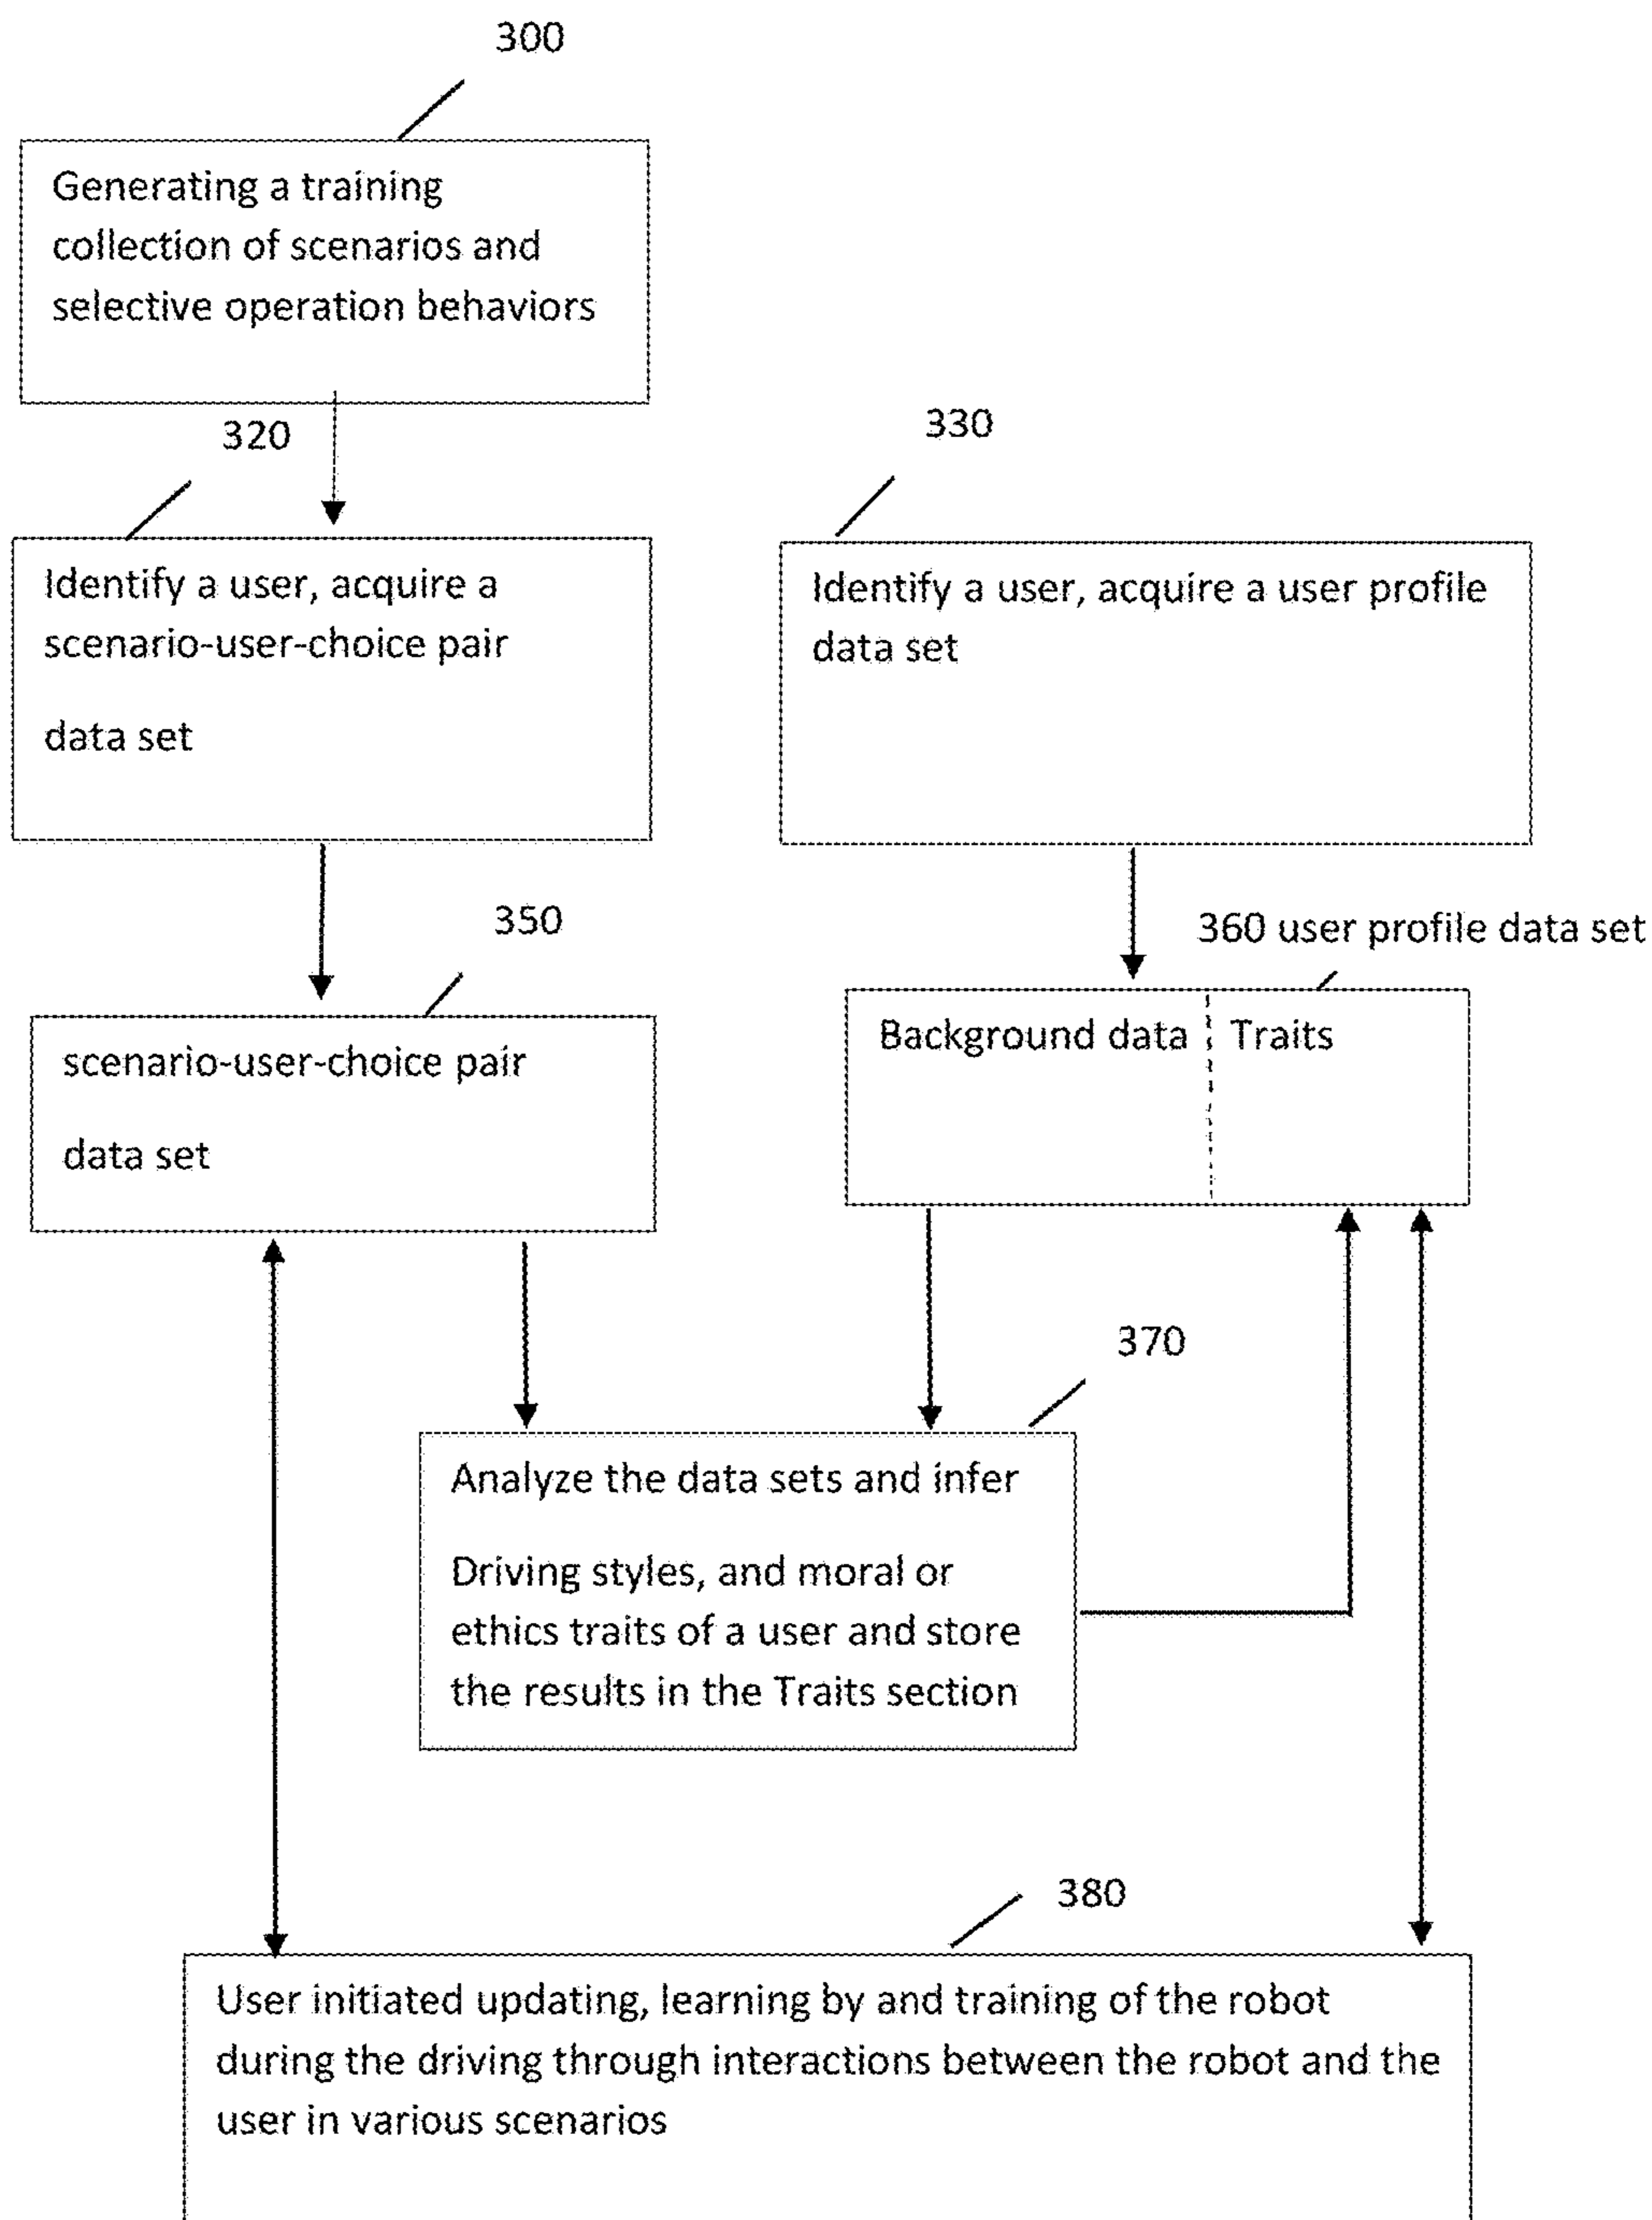 300
Generating a training
collection of scenarios and
selective operation behaviors
320
330
Identify a user, acquire a
scenario-user-choice pair
data set
Identify a user, acquire a user profile
data set
350
360 user profile data set
scenario-user-choice pair
data set
Background data
Traits
370
Analyze the data sets and infer
Driving styles, and moral or
ethics traits of a user and store
the results in the Traits section
380
User initiated updating, learning by and training of the robot
during the driving through interactions between the robot and the
user in various scenarios